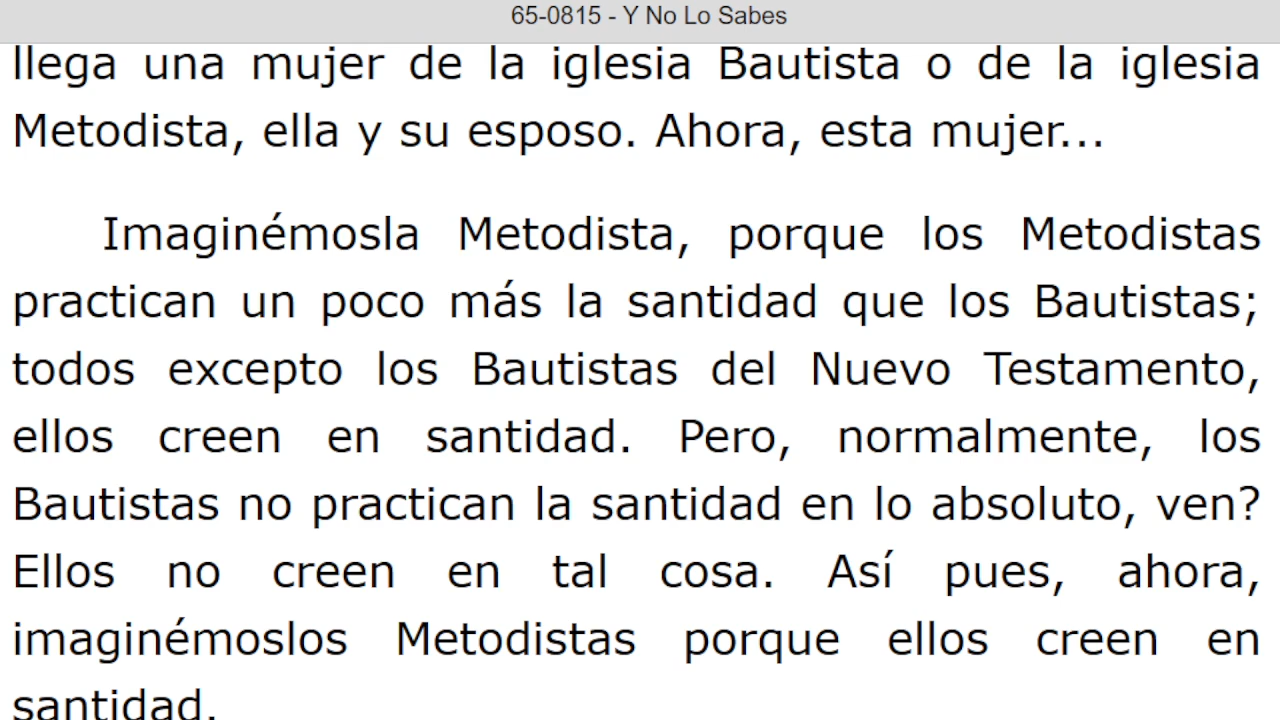 65-0815 - Y No Lo Sabes
llega una mujer de la iglesia Bautista o de la iglesia
Metodista, ella y su esposo. Ahora, esta mujer...
Imaginémosla Metodista, porque los Metodistas
practican un poco más la santidad que los Bautistas;
todos excepto los Bautistas del Nuevo Testamento,
ellos creen en santidad. Pero, normalmente, los
Bautistas no practican la santidad en lo absoluto, ven?
Ellos no creen en tal cosa. Así pues, ahora,
imaginémoslos Metodistas porque ellos creen en
santidad.